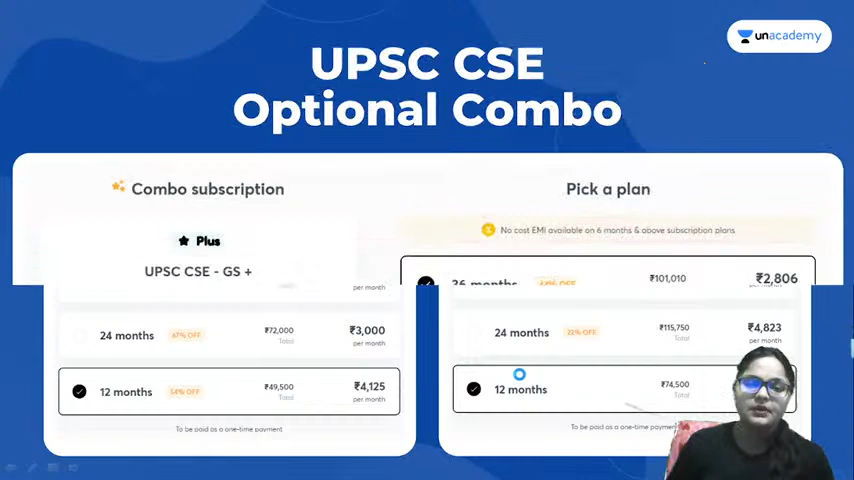 unacademy
UPSC CSE
Optional Combo
Combo subscription
Pick a plan
Plus
No cost EMI available on 6 months & above subscription plans
UPSC CSE - GS +
36 months
₹101,010
₹2,806
per month
per month
24 months 67% OFF ₹72,000 ₹3,000
Total per month
24 months 22% OFF ₹115,750 ₹4,823
Total per month
12 months 54% OFF ₹49,500 ₹4,125
Total per month
12 months ₹74,500
Total
To be paid as a one-time payment
To be paid as a one-time payment